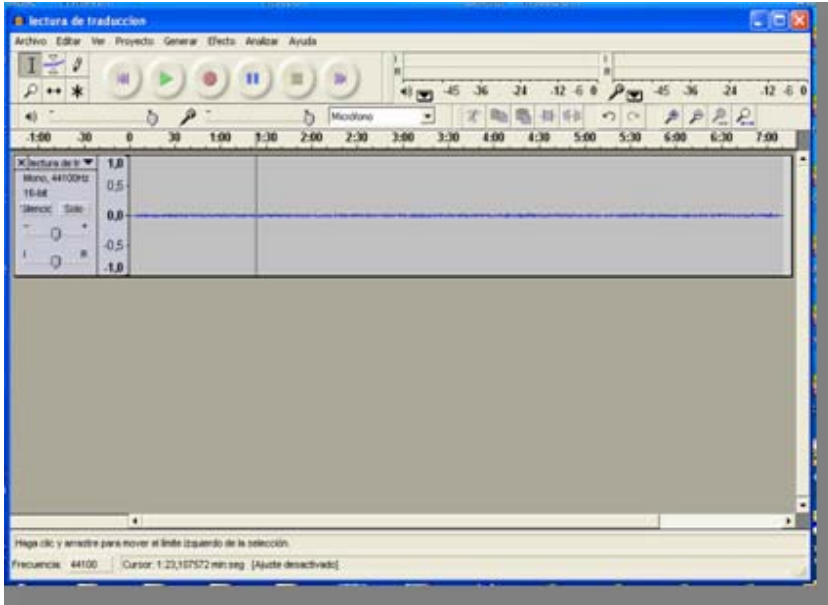 lectura de traduccion
Archivo Editar Ver Proyecto Generar Efecto Analizar Ayuda
-45 -36 -24 -12 -6 0 -45 -36 -24 -12 -6 0
Micrófono
-1:00 -30 0 30 1:00 1:30 2:00 2:30 3:00 3:30 4:00 4:30 5:00 5:30 6:00 6:30 7:00
lectura de tr
Mono, 44100Hz
16-bit
Silencio Solo
- +
1,0
0,5
0,0
-0,5
-1,0
Haga clic y arrastre para mover el límite izquierdo de la selección.
Frecuencia: 44100 Cursor: 1:23,107572 min:seg [Ajuste desactivado]